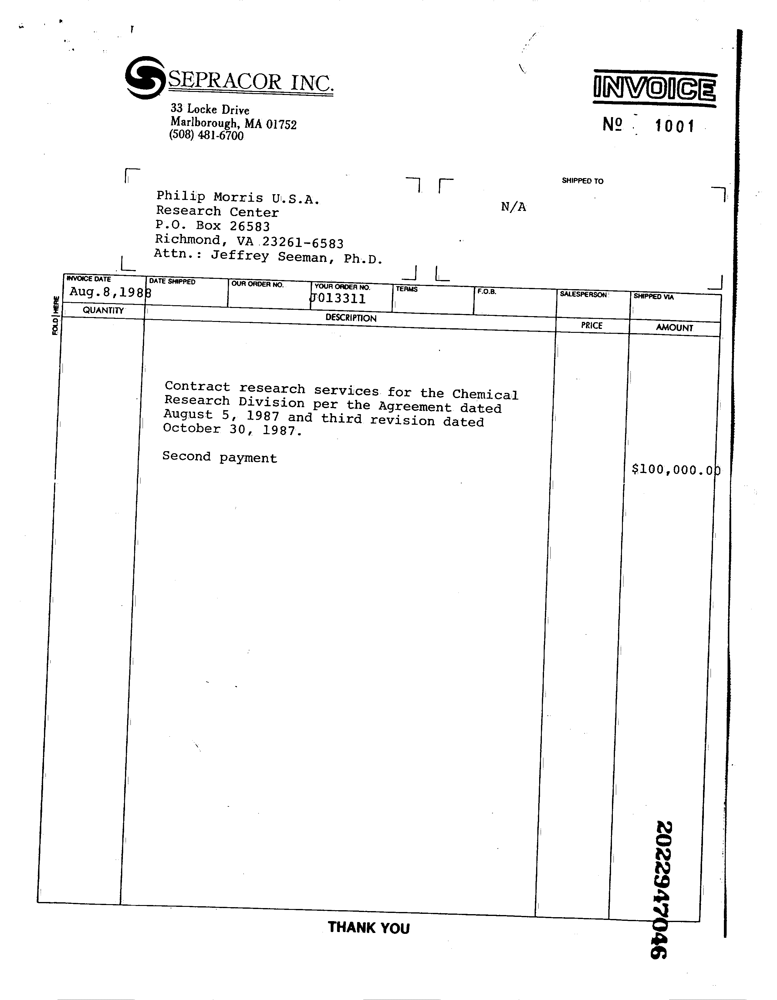 SEPRACOR INC.
33 Locke Drive
Marlborough, MA 01752
(508) 481-6700
INVOICE
Nº 1001
SHIPPED TO
Philip Morris U.S.A.
Research Center
P.O. Box 26583
Richmond, VA 23261-6583
Attn.: Jeffrey Seeman, Ph.D.
N/A
INVOICE DATE DATE SHIPPED OUR ORDER NO. YOUR ORDER NO. TERMS F.O.B. SALESPERSON SHIPPED VIA
Aug.8,1988 J013311
FOLD HERE
QUANTITY DESCRIPTION PRICE AMOUNT
Contract research services for the Chemical
Research Division per the Agreement dated
August 5, 1987 and third revision dated
October 30, 1987.
Second payment $100,000.00
2022947046
THANK YOU